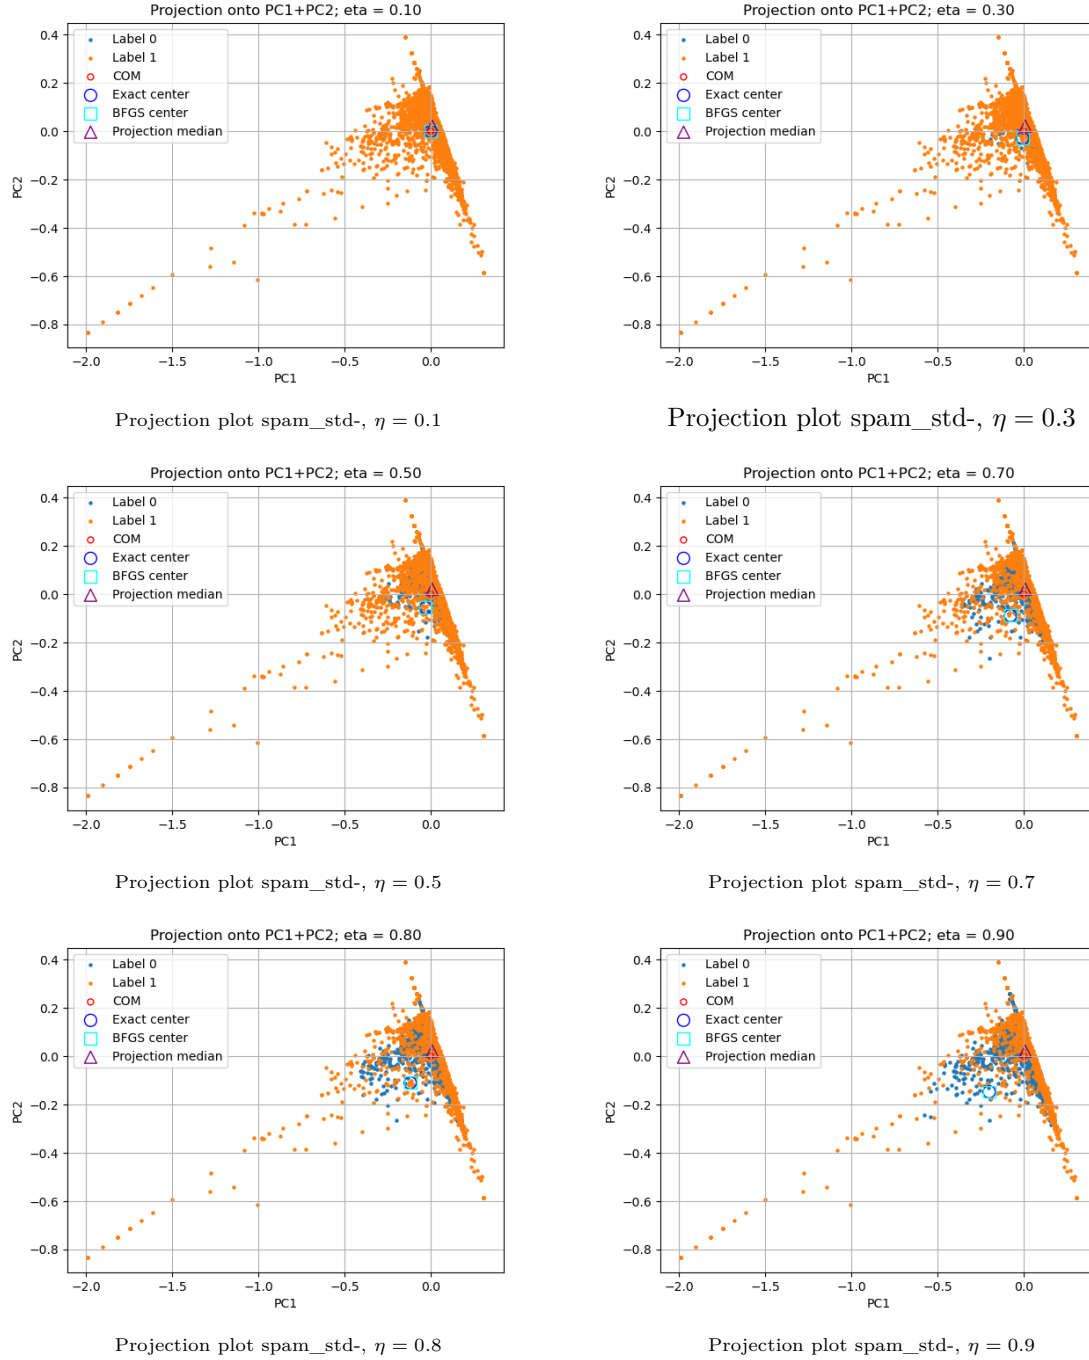 Projection onto PC1+PC2; eta = 0.10
0.4
0.2
0.0
−0.2
−0.4
−0.6
−0.8
PC2
Label 0
Label 1
COM
Exact center
BFGS center
Projection median
−2.0 −1.5 −1.0 −0.5 0.0
PC1
Projection plot spam_std-, η = 0.1
Projection onto PC1+PC2; eta = 0.30
0.4
0.2
0.0
−0.2
−0.4
−0.6
−0.8
PC2
Label 0
Label 1
COM
Exact center
BFGS center
Projection median
−2.0 −1.5 −1.0 −0.5 0.0
PC1
Projection plot spam_std-, η = 0.3
Projection onto PC1+PC2; eta = 0.50
0.4
0.2
0.0
−0.2
−0.4
−0.6
−0.8
PC2
Label 0
Label 1
COM
Exact center
BFGS center
Projection median
−2.0 −1.5 −1.0 −0.5 0.0
PC1
Projection plot spam_std-, η = 0.5
Projection onto PC1+PC2; eta = 0.70
0.4
0.2
0.0
−0.2
−0.4
−0.6
−0.8
PC2
Label 0
Label 1
COM
Exact center
BFGS center
Projection median
−2.0 −1.5 −1.0 −0.5 0.0
PC1
Projection plot spam_std-, η = 0.7
Projection onto PC1+PC2; eta = 0.80
0.4
0.2
0.0
−0.2
−0.4
−0.6
−0.8
PC2
Label 0
Label 1
COM
Exact center
BFGS center
Projection median
−2.0 −1.5 −1.0 −0.5 0.0
PC1
Projection plot spam_std-, η = 0.8
Projection onto PC1+PC2; eta = 0.90
0.4
0.2
0.0
−0.2
−0.4
−0.6
−0.8
PC2
Label 0
Label 1
COM
Exact center
BFGS center
Projection median
−2.0 −1.5 −1.0 −0.5 0.0
PC1
Projection plot spam_std-, η = 0.9